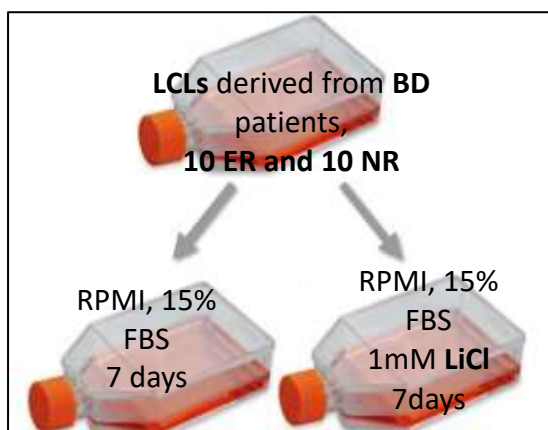 LCLs derived from BD
patients,
10 ER and 10 NR
RPMI, 15%
FBS
7 days
RPMI, 15%
FBS
1mM LiCl
7days